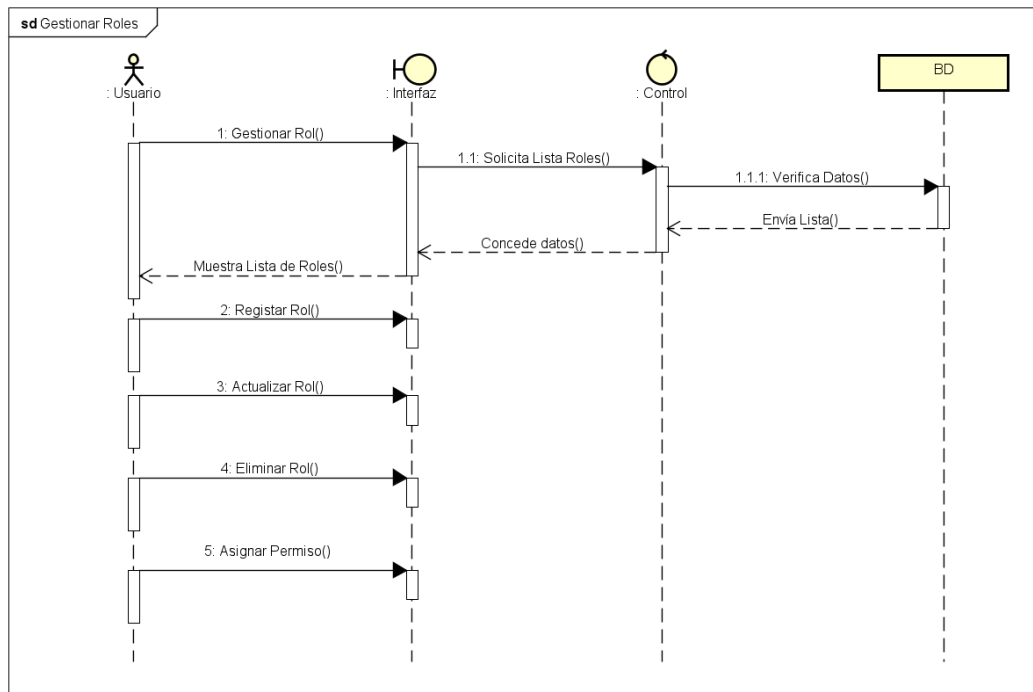 sd Gestionar Roles
: Usuario
: Interfaz
: Control
BD
1: Gestionar Rol()
1.1: Solicita Lista Roles()
1.1.1: Verifica Datos()
Envía Lista()
Concede datos()
Muestra Lista de Roles()
2: Registar Rol()
3: Actualizar Rol()
4: Eliminar Rol()
5: Asignar Permiso()